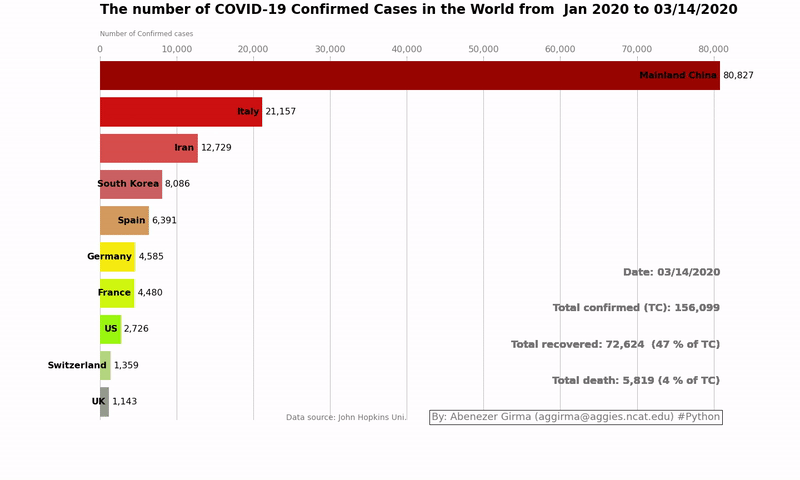 The number of COVID-19 Confirmed Cases in the World from  Jan 2020 to 03/14/2020
Number of Confirmed cases
0 10,000 20,000 30,000 40,000 50,000 60,000 70,000 80,000
Mainland China 80,827
Italy 21,157
Iran 12,729
South Korea 8,086
Spain 6,391
Germany 4,585
Date: 03/14/2020
France 4,480
Total confirmed (TC): 156,099
US 2,726
Total recovered: 72,624  (47 % of TC)
Switzerland 1,359
Total death: 5,819 (4 % of TC)
UK 1,143
Data source: John Hopkins Uni.
By: Abenezer Girma (aggirma@aggies.ncat.edu) #Python